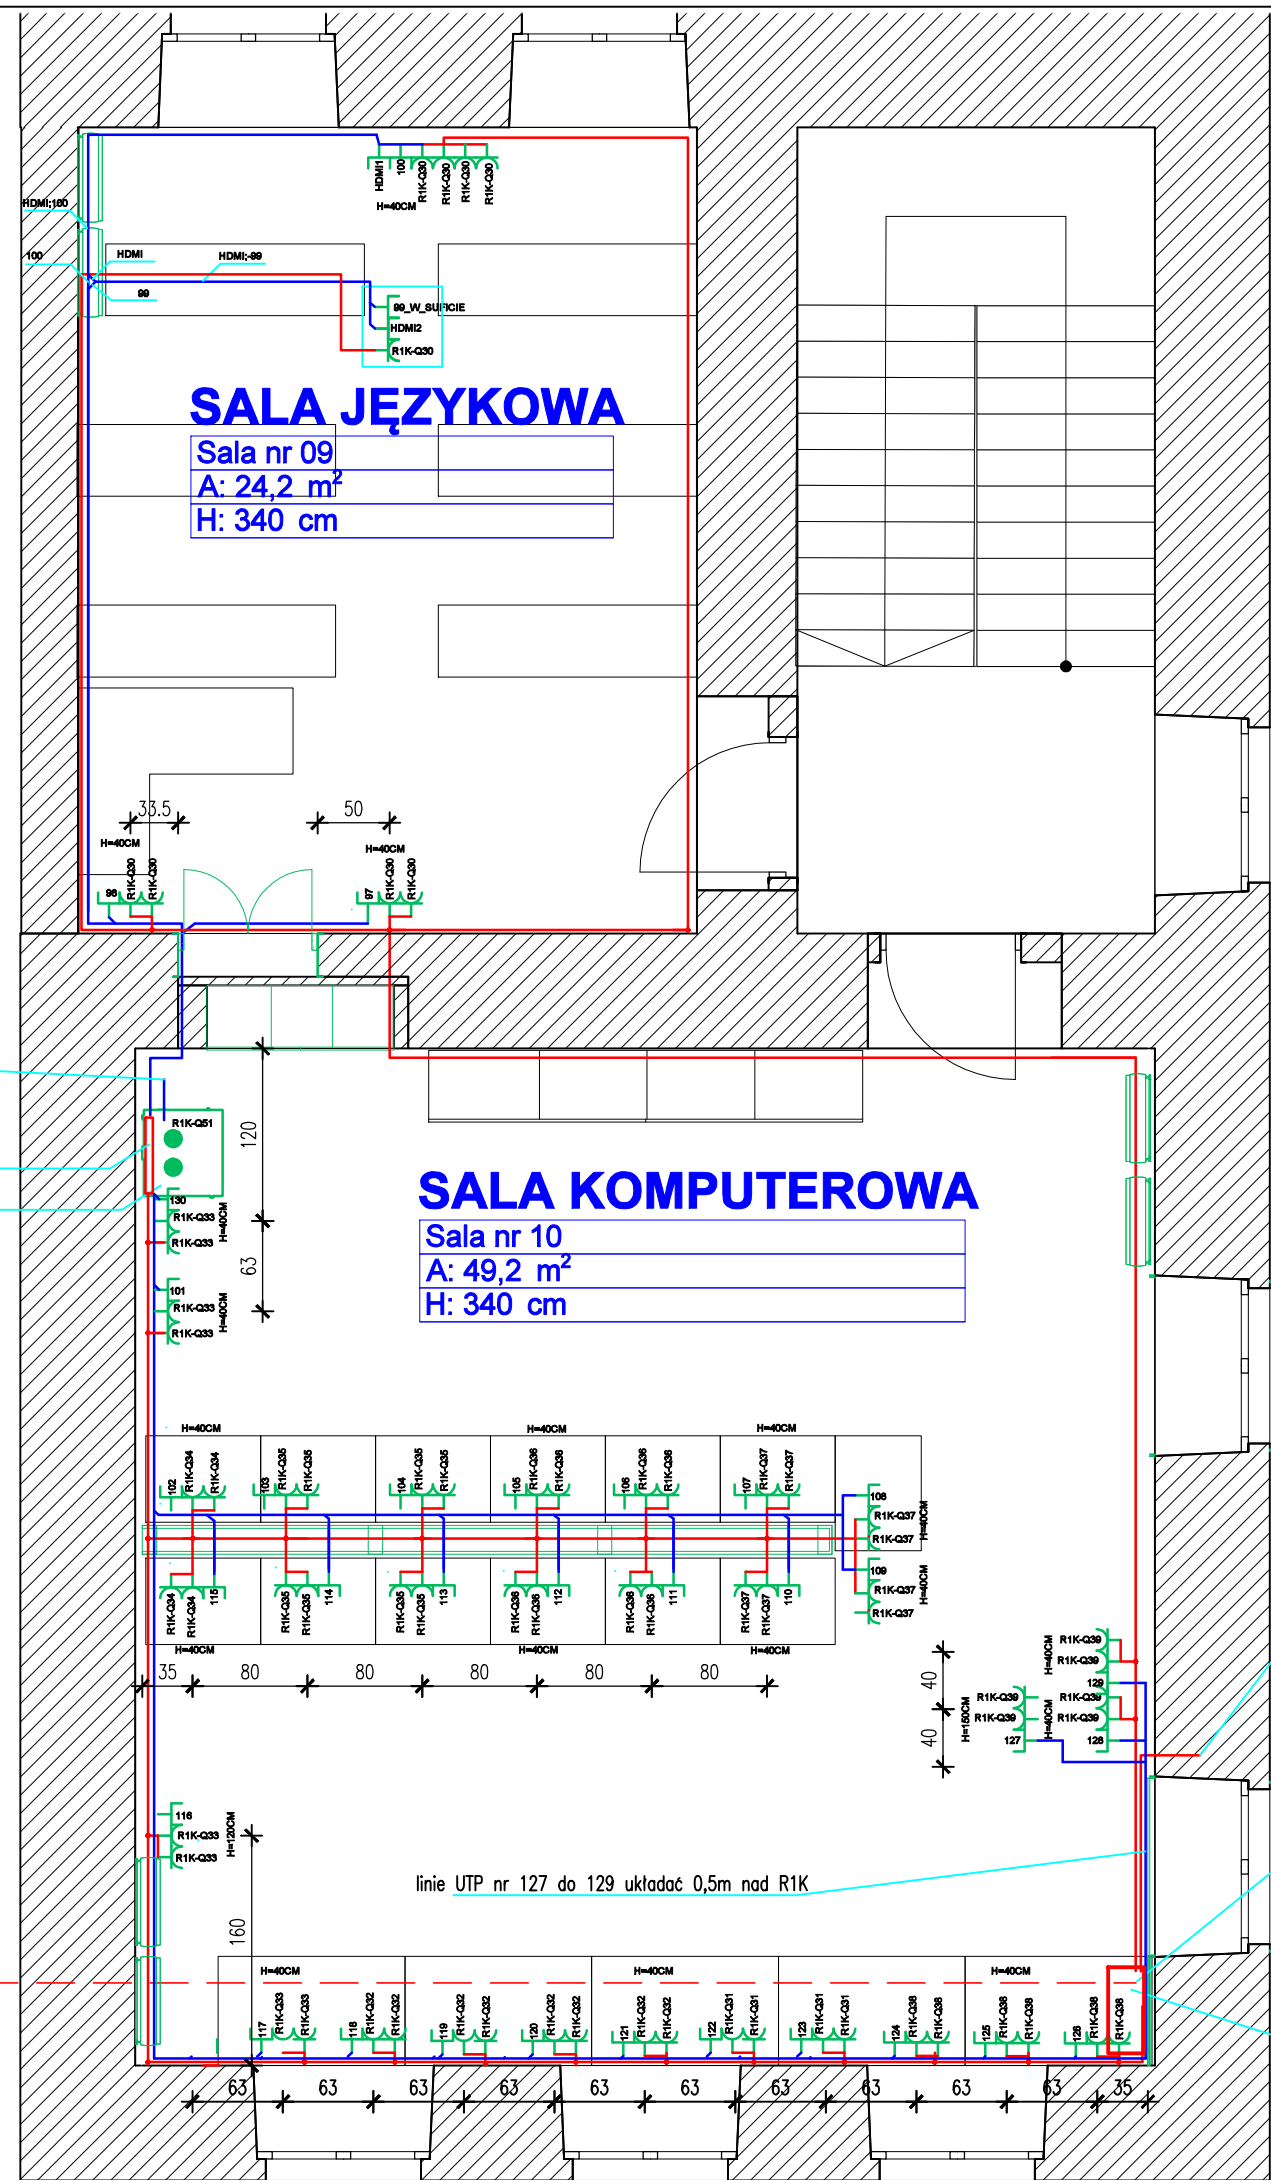 HDMI1
100
R1K-Q30
R1K-Q30
R1K-Q30
R1K-Q30
H=40CM
HDMI;100
100
HDMI
HDMI;-99
99
99_W_SUFICIE
HDMI2
R1K-Q30
SALA JĘZYKOWA
Sala nr 09
A: 24,2 m²
H: 340 cm
33.5
50
H=40CM
H=40CM
98
R1K-Q30
R1K-Q30
97
R1K-Q30
R1K-Q30
R1K-Q51
120
130
R1K-Q33
R1K-Q33
H=40CM
63
101
R1K-Q33
R1K-Q33
H=40CM
SALA KOMPUTEROWA
Sala nr 10
A: 49,2 m²
H: 340 cm
H=40CM
H=40CM
H=40CM
102
R1K-Q34
R1K-Q34
103
R1K-Q35
R1K-Q35
104
R1K-Q35
R1K-Q35
105
R1K-Q36
R1K-Q36
106
R1K-Q36
R1K-Q36
107
R1K-Q37
R1K-Q37
108
R1K-Q37
R1K-Q37
H=40CM
109
R1K-Q37
R1K-Q37
H=40CM
R1K-Q34
R1K-Q34
115
R1K-Q35
R1K-Q35
114
R1K-Q35
R1K-Q35
113
R1K-Q36
R1K-Q36
112
R1K-Q36
R1K-Q36
111
R1K-Q37
R1K-Q37
110
H=40CM
H=40CM
H=40CM
35
80
80
80
80
80
40
40
R1K-Q39
R1K-Q39
129
H=40CM
R1K-Q39
R1K-Q39
128
H=40CM
R1K-Q39
R1K-Q39
127
H=150CM
116
R1K-Q33
R1K-Q33
H=120CM
160
linie UTP nr 127 do 129 układać 0,5m nad R1K
H=40CM
H=40CM
H=40CM
117
R1K-Q33
R1K-Q33
118
R1K-Q32
R1K-Q32
119
R1K-Q32
R1K-Q32
120
R1K-Q32
R1K-Q32
121
R1K-Q32
R1K-Q32
122
R1K-Q31
R1K-Q31
123
R1K-Q31
R1K-Q31
124
R1K-Q38
R1K-Q38
125
R1K-Q38
R1K-Q38
126
R1K-Q38
R1K-Q38
63
63
63
63
63
63
63
63
63
63
35